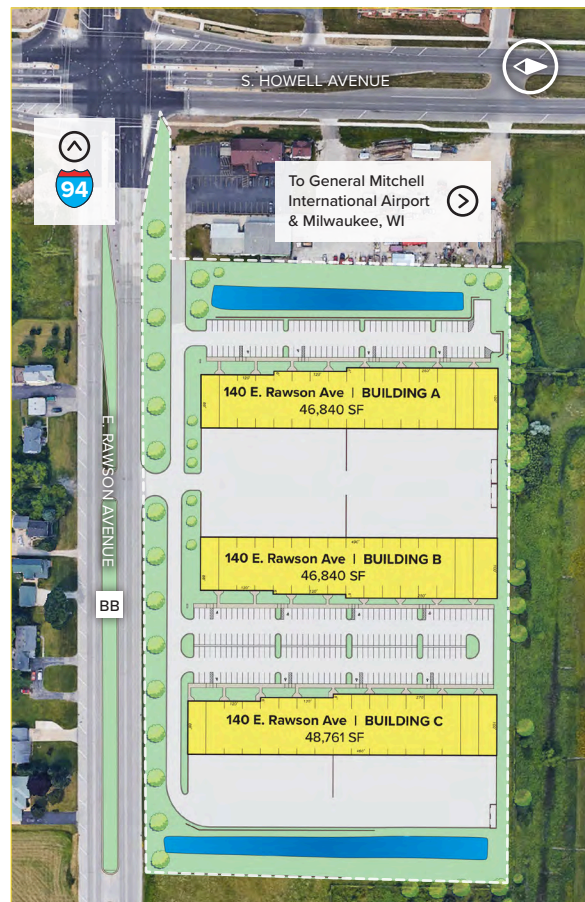 S. HOWELL AVENUE
94
To General Mitchell
International Airport
& Milwaukee, WI
140 E. Rawson Ave | BUILDING A
46,840 SF
E. RAWSON AVENUE
140 E. Rawson Ave | BUILDING B
46,840 SF
BB
140 E. Rawson Ave | BUILDING C
48,761 SF